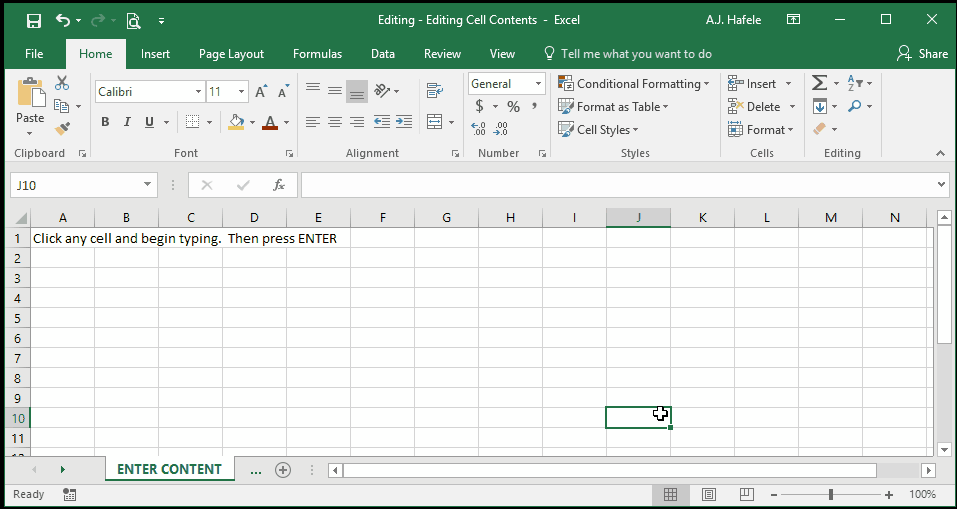 Editing - Editing Cell Contents - Excel
A.J. Hafele
File Home Insert Page Layout Formulas Data Review View Tell me what you want to do Share
Paste
Calibri 11
General
Conditional Formatting
Format as Table
Cell Styles
Insert
Delete
Format
B I U
$ % ,
Clipboard Font Alignment Number Styles Cells Editing
J10
fx
A B C D E F G H I J K L M N
1 Click any cell and begin typing.  Then press ENTER
2
3
4
5
6
7
8
9
10
11
ENTER CONTENT ...
Ready
100%